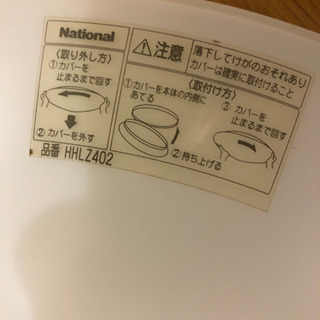 National
〈取り外し方〉
①カバーを
止まるまで回す
②カバーを外す
⚠注意
落下してけがのおそれあり
カバーは確実に取付けること
〈取付け方〉
①カバーを本体の内側に
あてる
②持ち上げる
③カバーを
止まるまで回す
品番 HHLZ402